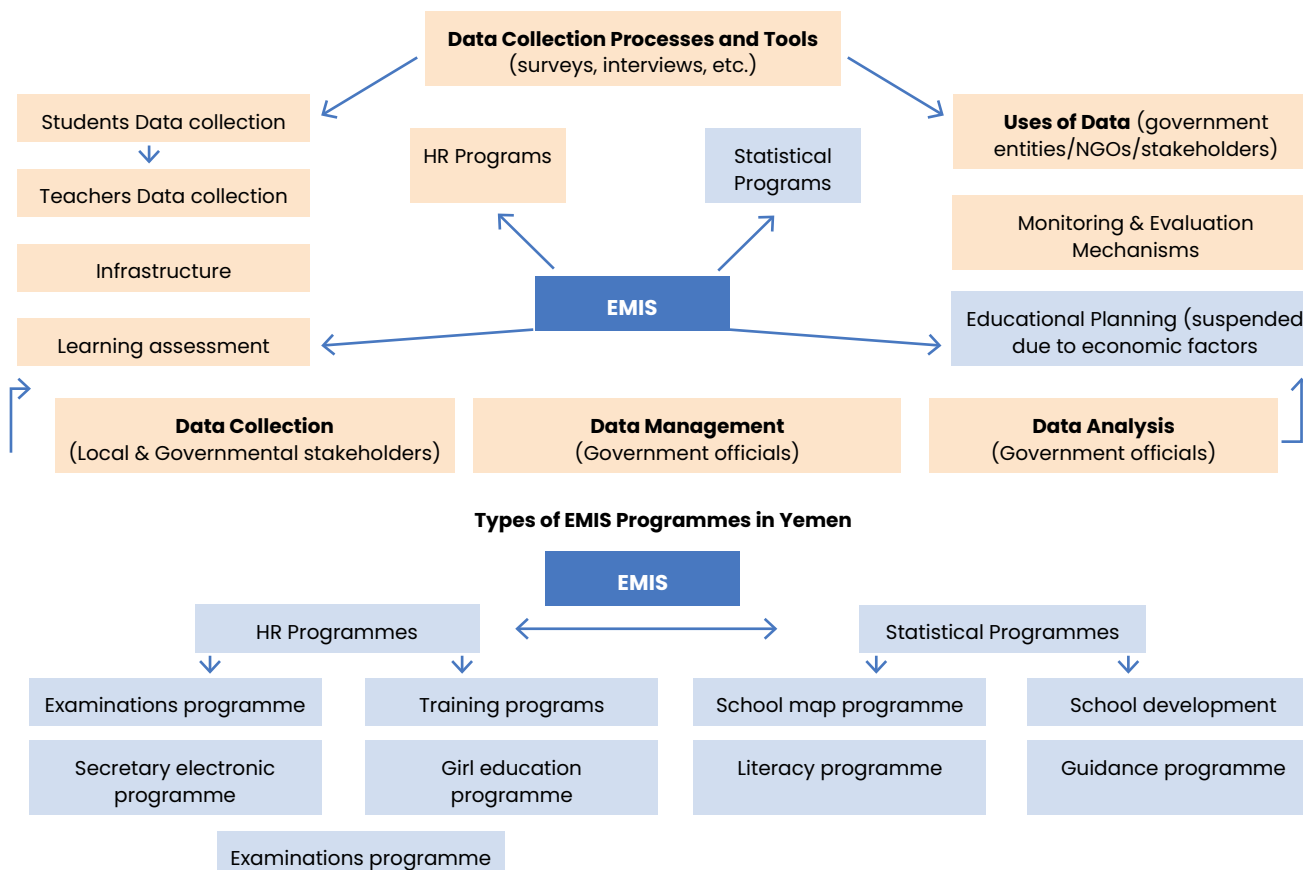 Data Collection Processes and Tools
(surveys, interviews, etc.)
Students Data collection
Teachers Data collection
Infrastructure
Learning assessment
HR Programs
Statistical
Programs
EMIS
Uses of Data (government
entities/NGOs/stakeholders)
Monitoring & Evaluation
Mechanisms
Educational Planning (suspended
due to economic factors
Data Collection
(Local & Governmental stakeholders)
Data Management
(Government officials)
Data Analysis
(Government officials)
Types of EMIS Programmes in Yemen
EMIS
HR Programmes
Statistical Programmes
Examinations programme
Training programs
School map programme
School development
Secretary electronic
programme
Girl education
programme
Literacy programme
Guidance programme
Examinations programme